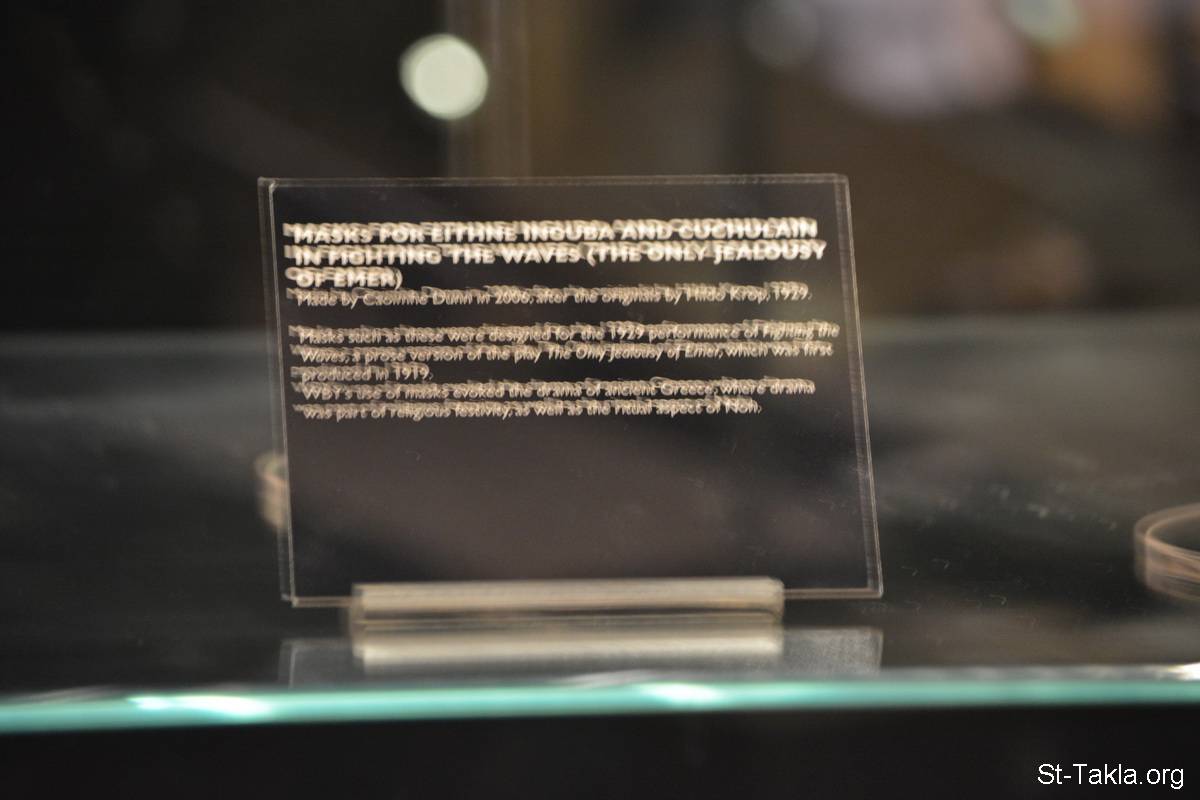 MASKS FOR EITHNE INGUBA AND CUCHULAIN
IN FIGHTING THE WAVES (THE ONLY JEALOUSY
OF EMER)
Made by Caoimhe Dunn in 2006, after the originals by Hildo Krop, 1929.
Masks such as these were designed for the 1929 performance of Fighting the
Waves, a prose version of the play The Only Jealousy of Emer, which was first
produced in 1919.
WBY's use of masks evoked the drama of ancient Greece, where drama
was part of religious festivity, as well as the ritual aspect of Noh.
St-Takla.org